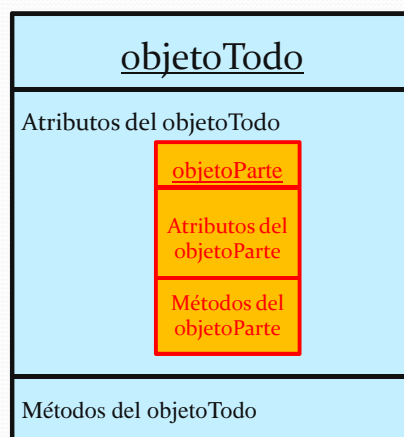 objetoTodo
Atributos del objetoTodo
objetoParte
Atributos del
objetoParte
Métodos del
objetoParte
Métodos del objetoTodo